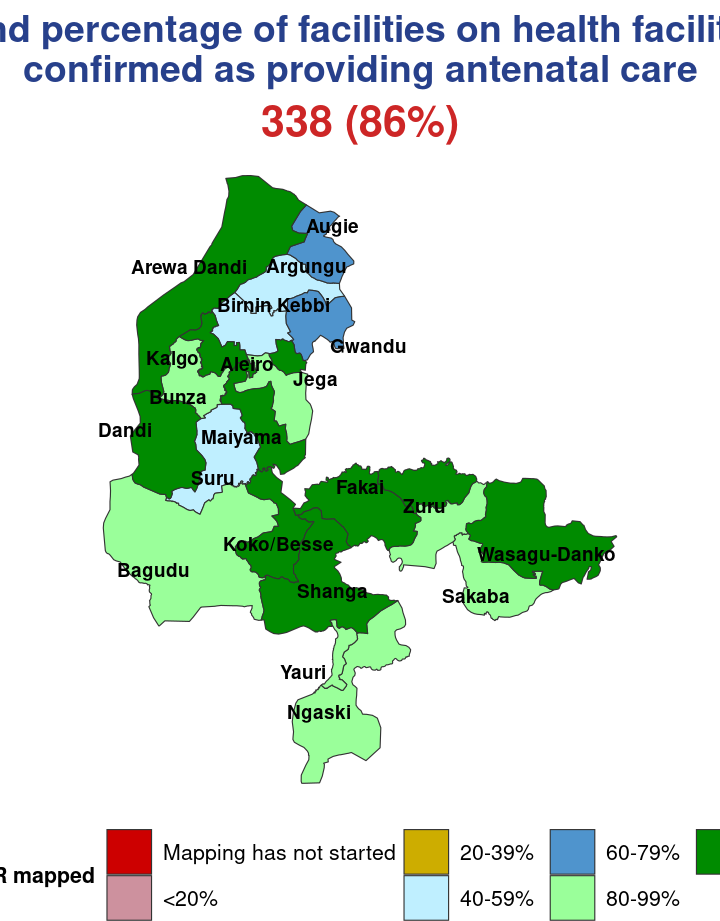 percentage of facilities on health
confirmed as providing antenatal care
338 (86%)
Augie
Arewa Dandi
Argungu
Birnin Kebbi
Gwandu
Kalgo
Aleiro
Jega
Bunza
Dandi
Maiyama
Suru
Fakai
Zuru
Koko/Besse
Wasagu-Danko
Bagudu
Shanga
Sakaba
Yauri
Ngaski
R mapped
Mapping has not started
20-39%
60-79%
<20%
40-59%
80-99%